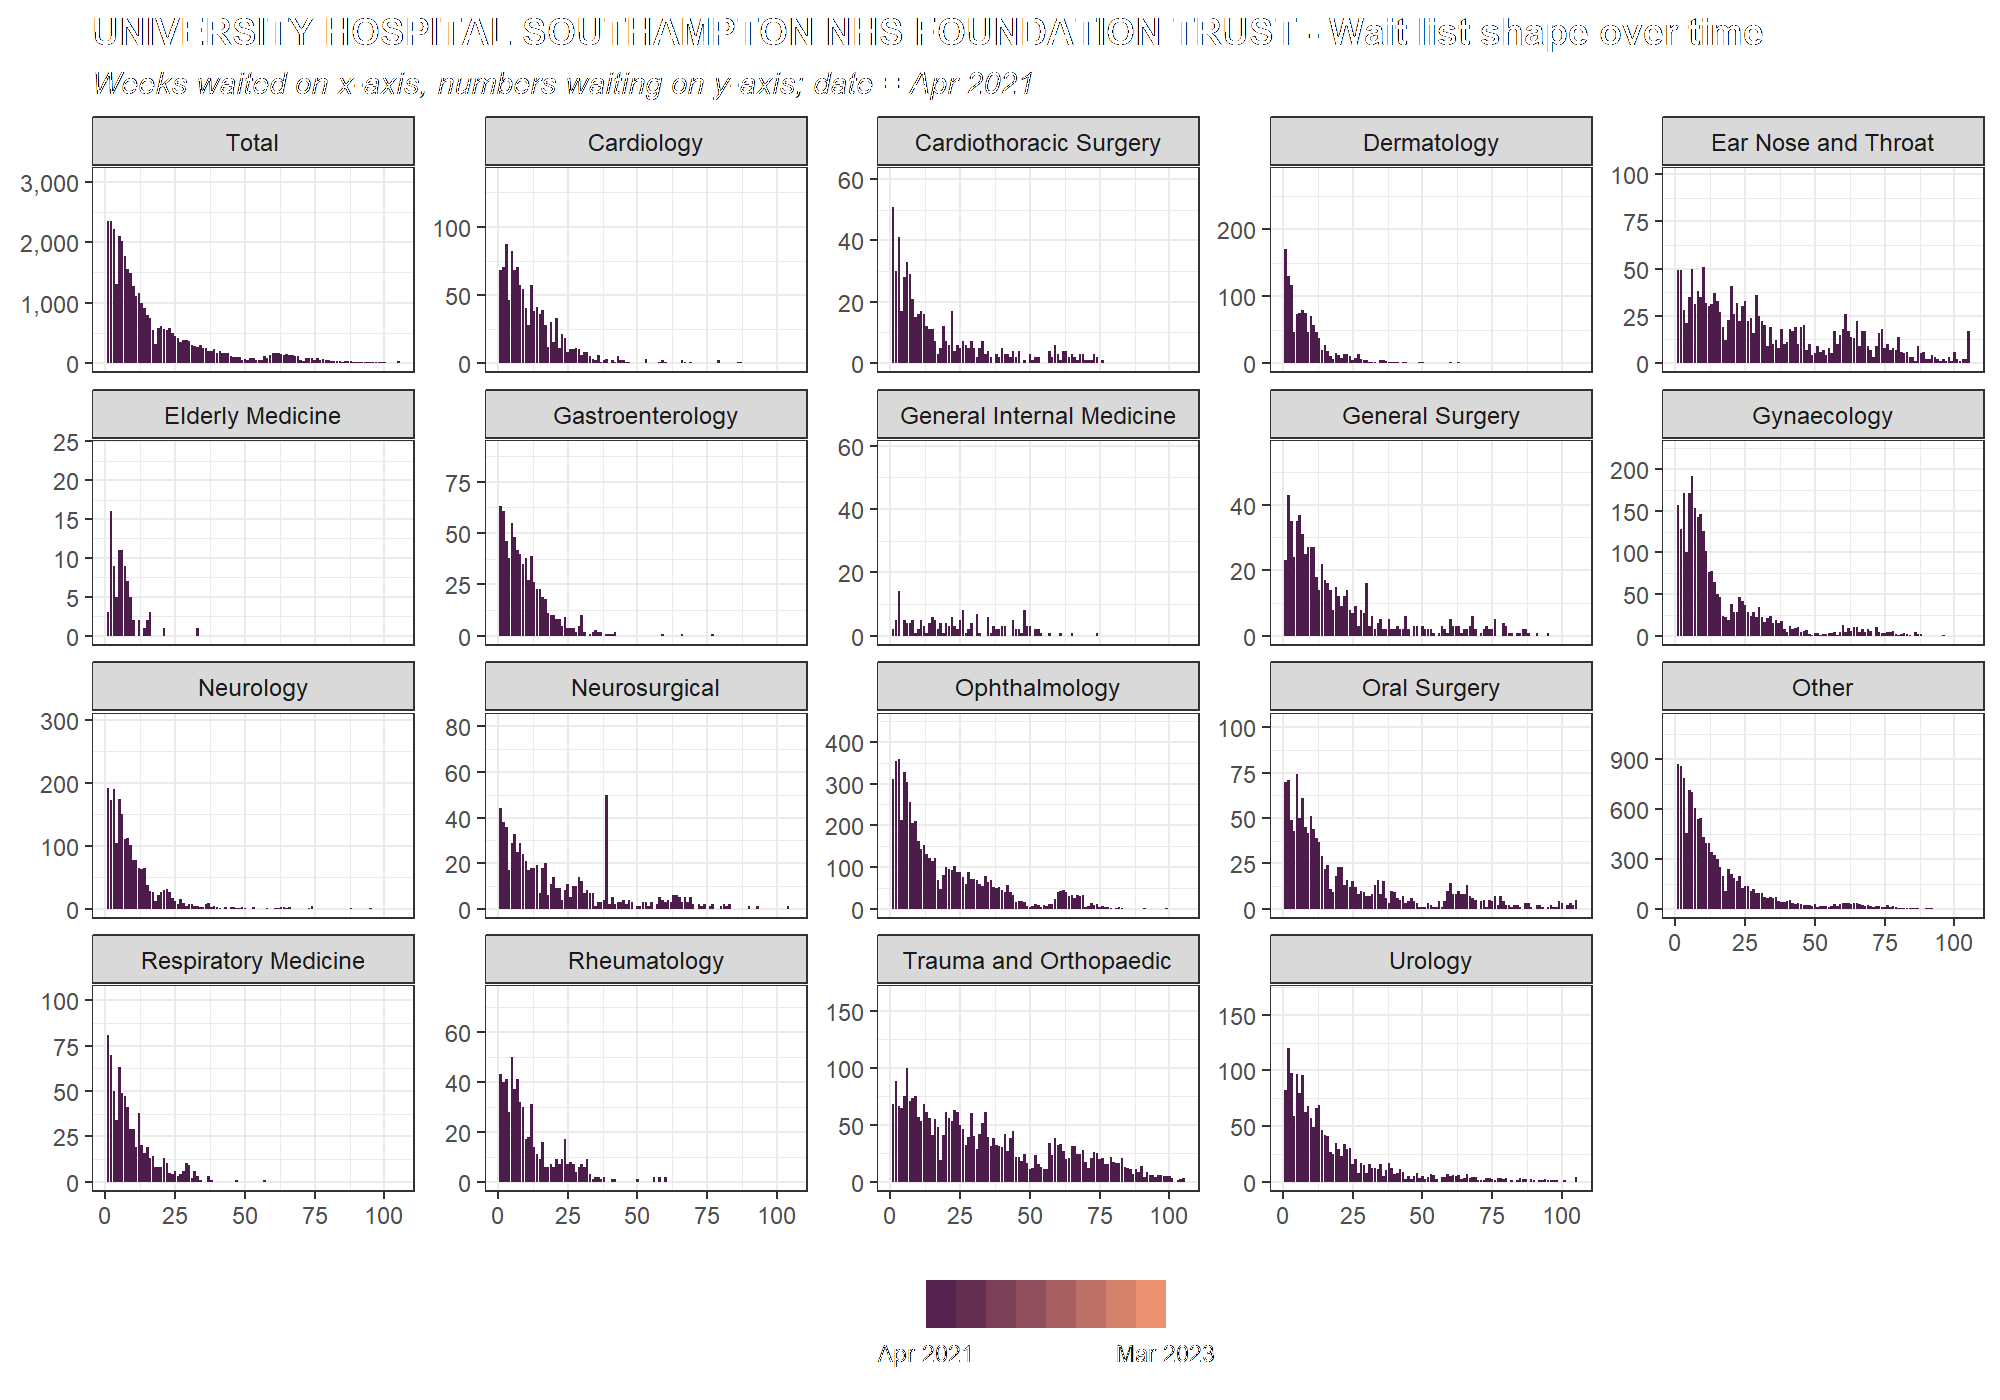 UNIVERSITY HOSPITAL SOUTHAMPTON NHS FOUNDATION TRUST - Wait list shape over time
Weeks waited on x-axis, numbers waiting on y-axis; date = Apr 2021
Total
Cardiology
Cardiothoracic Surgery
Dermatology
Ear Nose and Throat
3,000
2,000
1,000
0
100
50
0
60
40
20
0
200
100
0
100
75
50
25
0
Elderly Medicine
Gastroenterology
General Internal Medicine
General Surgery
Gynaecology
25
20
15
10
5
0
75
50
25
0
60
40
20
0
40
20
0
200
150
100
50
0
Neurology
Neurosurgical
Ophthalmology
Oral Surgery
Other
300
200
100
0
80
60
40
20
0
400
300
200
100
0
100
75
50
25
0
900
600
300
0
0 25 50 75 100
Respiratory Medicine
Rheumatology
Trauma and Orthopaedic
Urology
100
75
50
25
0
60
40
20
0
150
100
50
0
150
100
50
0
0 25 50 75 100
0 25 50 75 100
0 25 50 75 100
0 25 50 75 100
Apr 2021
Mar 2023